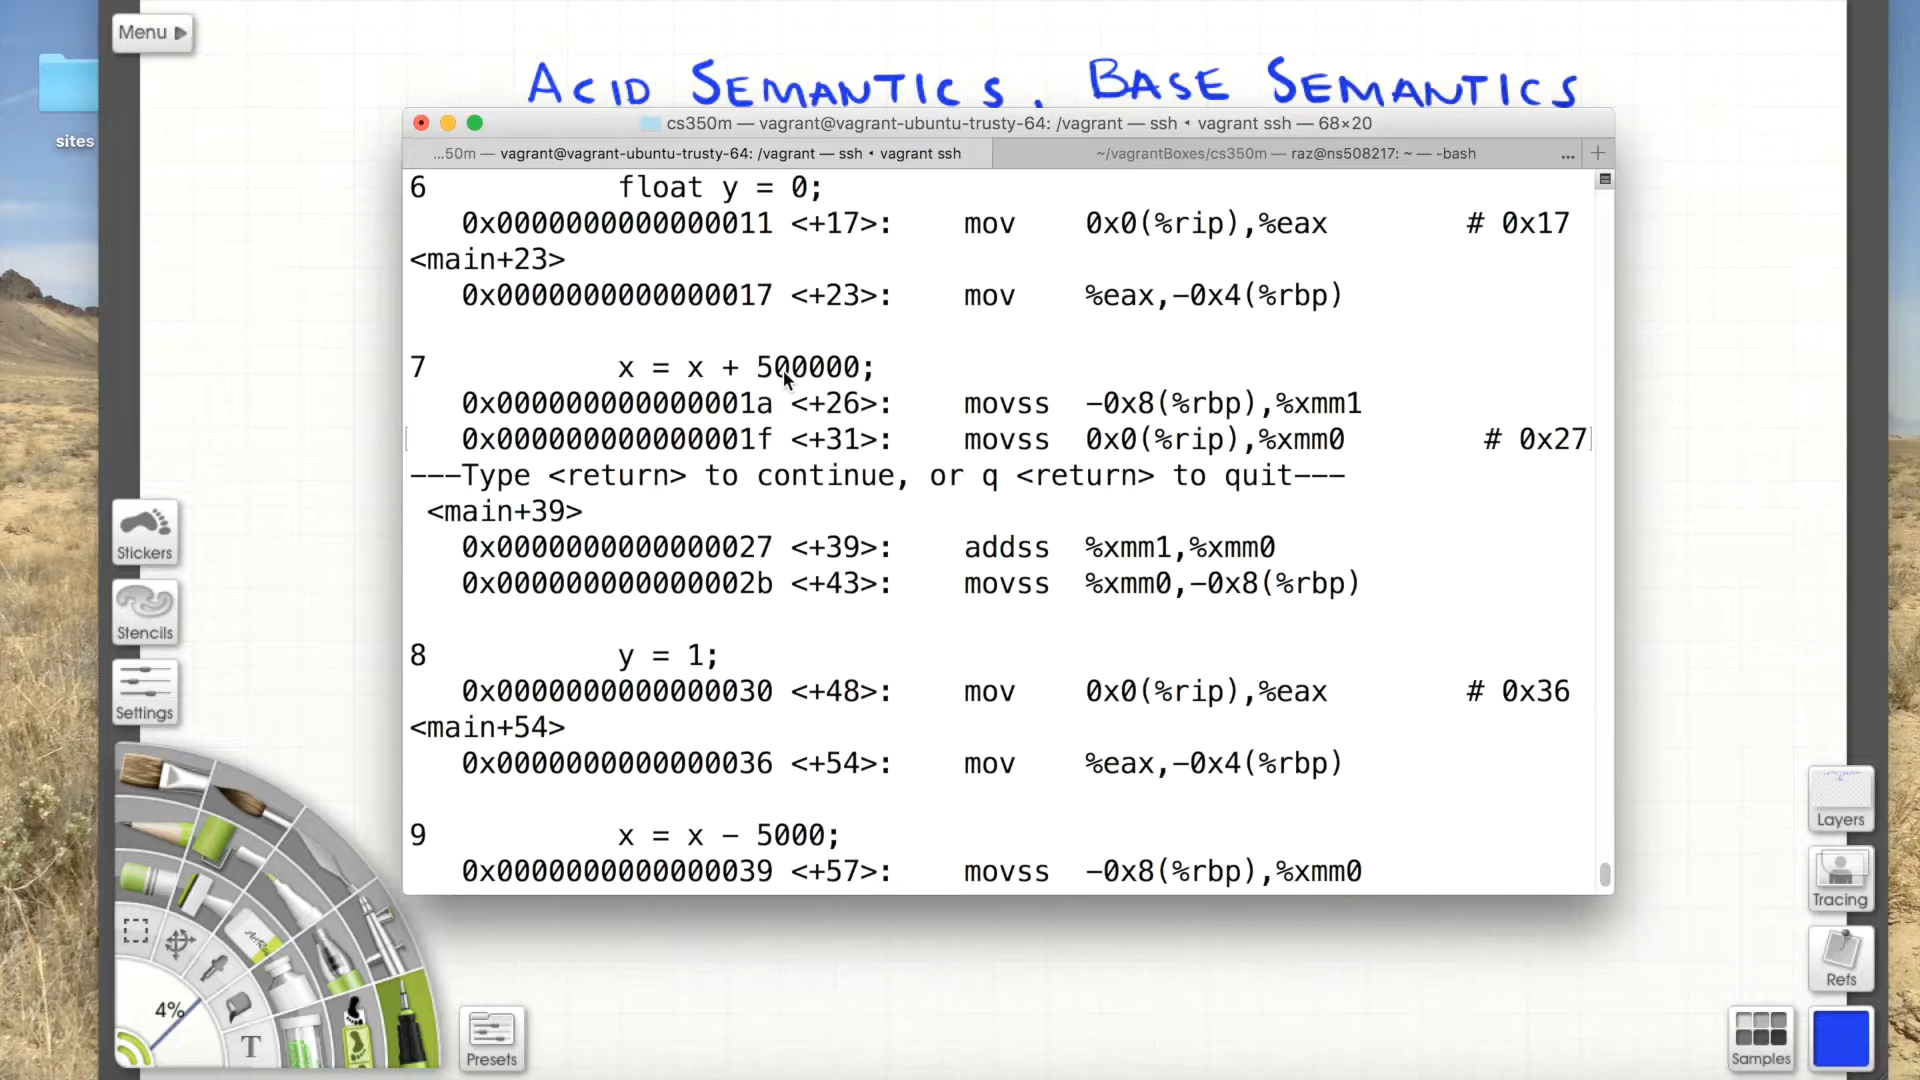 Menu
sites
ACID SEMANTICS, BASE SEMANTICS
cs350m — vagrant@vagrant-ubuntu-trusty-64: /vagrant — ssh ‹ vagrant ssh — 68×20
...50m — vagrant@vagrant-ubuntu-trusty-64: /vagrant — ssh ‹ vagrant ssh
~/vagrantBoxes/cs350m — raz@ns508217: ~ — -bash ... +
6 float y = 0;
0x0000000000000011 <+17>: mov 0x0(%rip),%eax # 0x17
<main+23>
0x0000000000000017 <+23>: mov %eax,-0x4(%rbp)
7 x = x + 500000;
0x000000000000001a <+26>: movss -0x8(%rbp),%xmm1
0x000000000000001f <+31>: movss 0x0(%rip),%xmm0 # 0x27
---Type <return> to continue, or q <return> to quit---
<main+39>
0x0000000000000027 <+39>: addss %xmm1,%xmm0
0x000000000000002b <+43>: movss %xmm0,-0x8(%rbp)
8 y = 1;
0x0000000000000030 <+48>: mov 0x0(%rip),%eax # 0x36
<main+54>
0x0000000000000036 <+54>: mov %eax,-0x4(%rbp)
9 x = x - 5000;
0x0000000000000039 <+57>: movss -0x8(%rbp),%xmm0
Stickers
Stencils
Settings
4%
T
Presets
Layers
Tracing
Refs
Samples